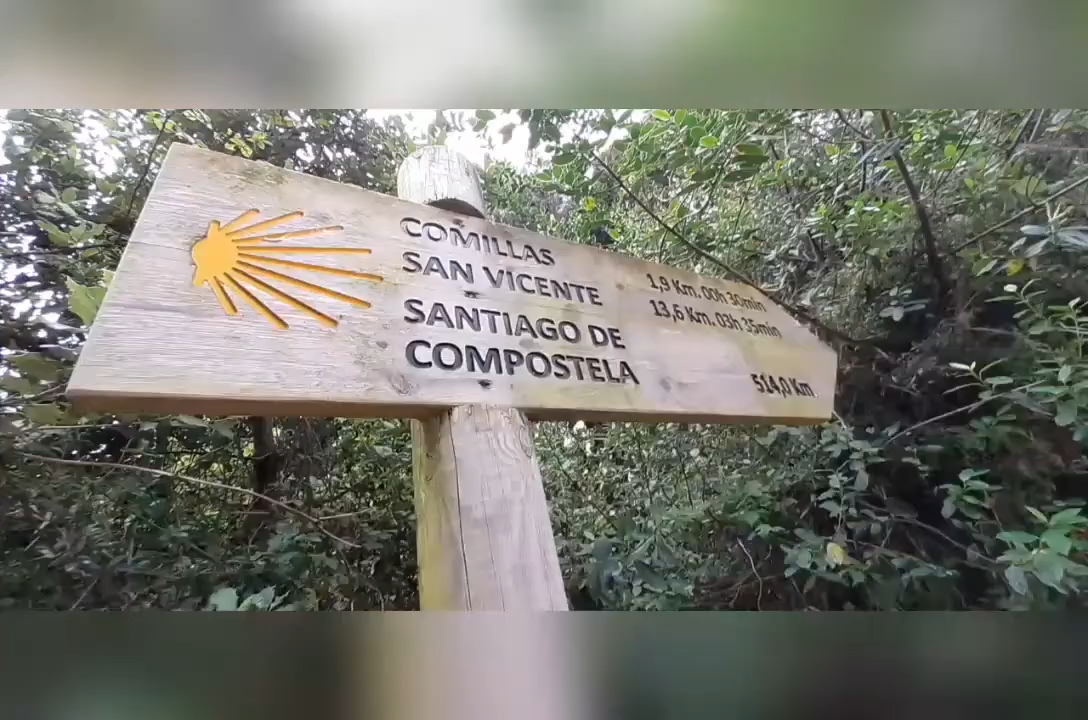 COMILLAS 1,9 Km. 00h 30min
SAN VICENTE 13,6 Km. 03h 35min
SANTIAGO DE
COMPOSTELA 514,0 Km.